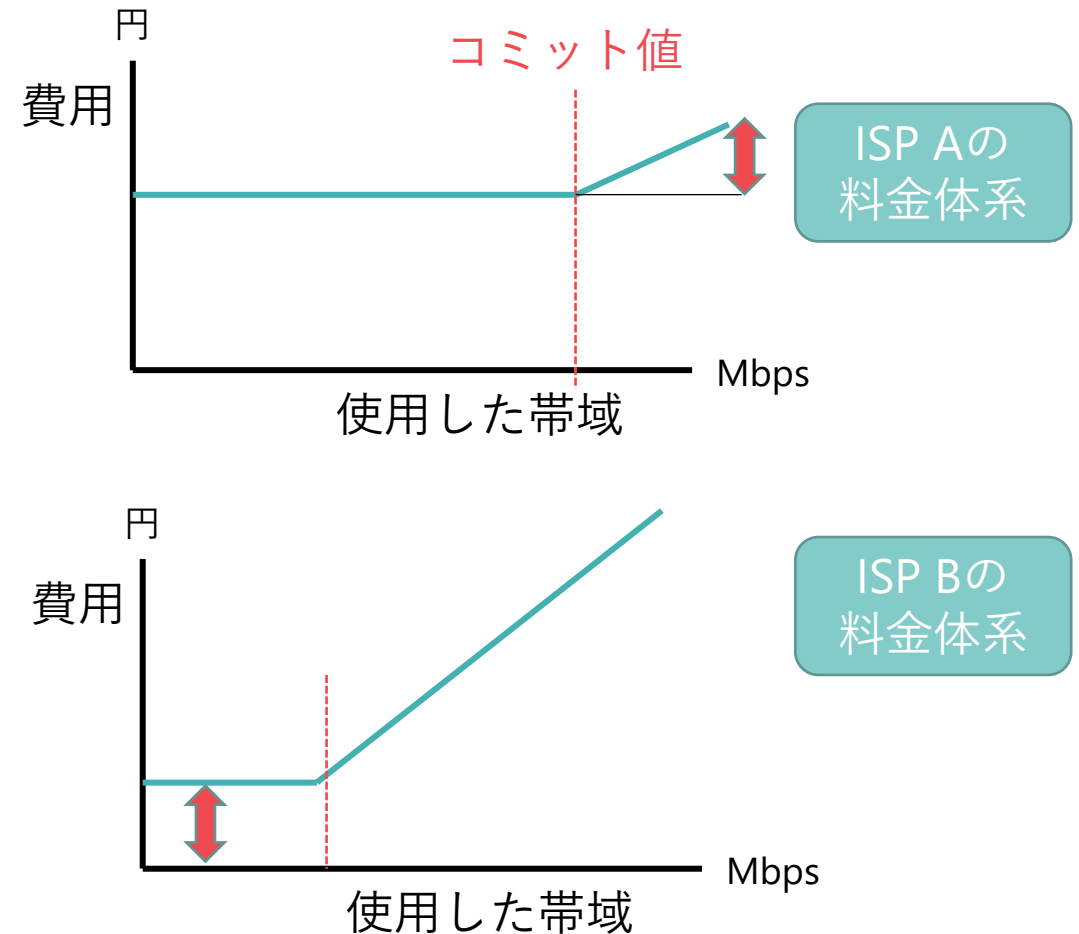 円
費用
コミット値
ISP Aの
料金体系
Mbps
使用した帯域
円
費用
ISP Bの
料金体系
Mbps
使用した帯域